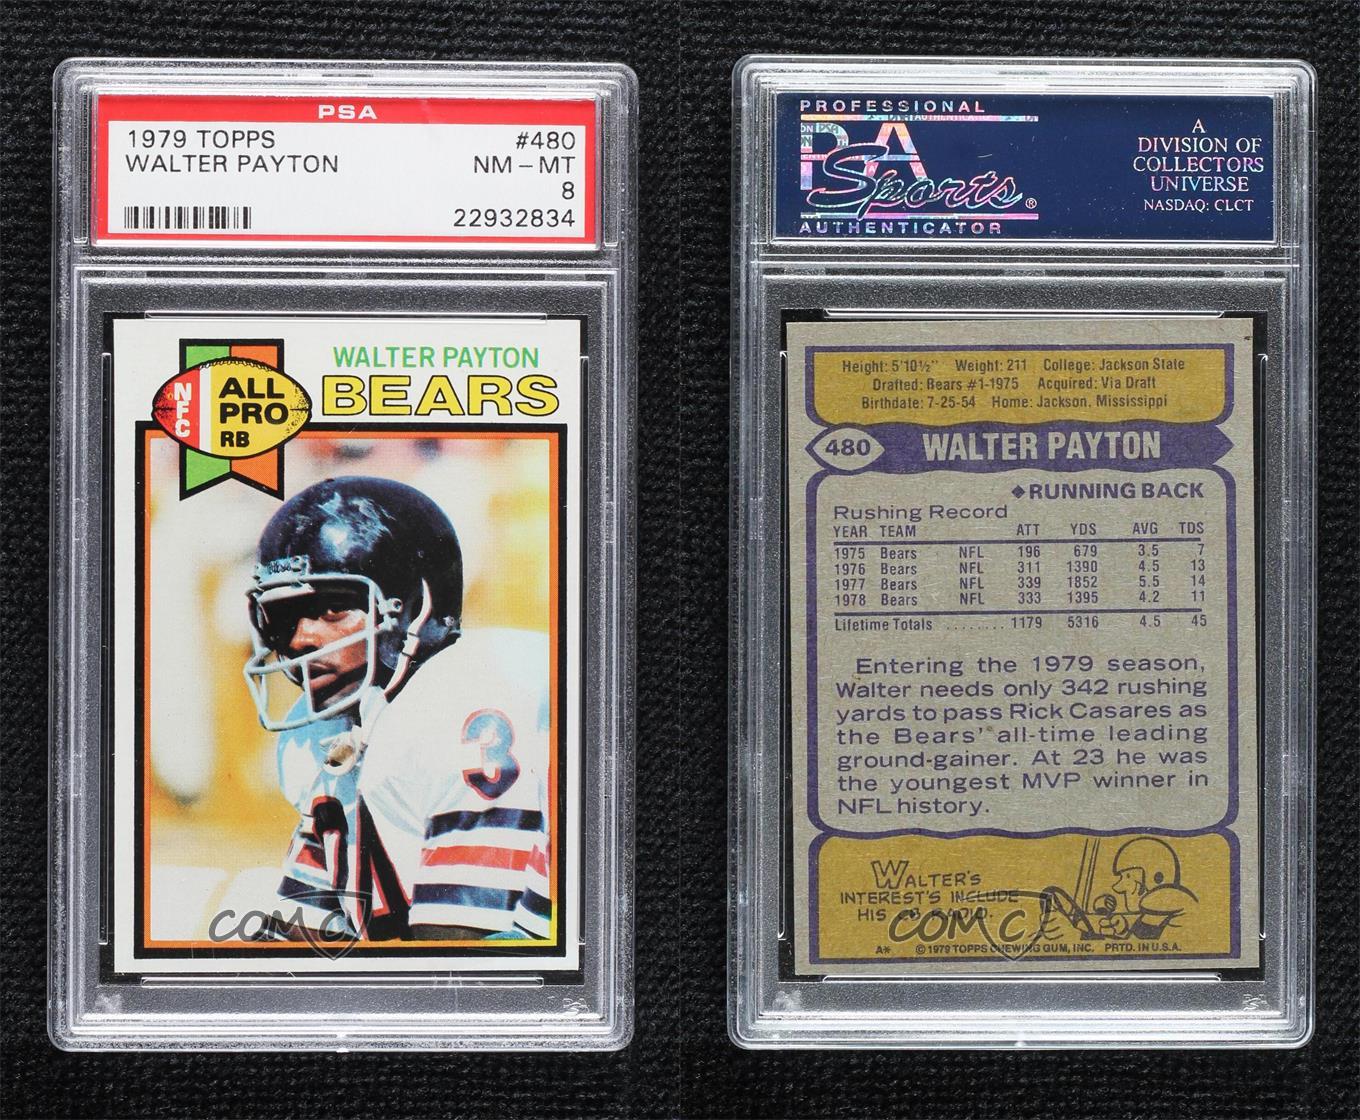 PSA
1979 TOPPS #480
WALTER PAYTON NM-MT
8
22932834
WALTER PAYTON
BEARS
NFC
ALL
PRO
RB
3
COMC
PROFESSIONAL
PSA
Sports®
AUTHENTICATOR
A
DIVISION OF
COLLECTORS
UNIVERSE
NASDAQ: CLCT
Height: 5'10½" Weight: 211 College: Jackson State
Drafted: Bears #1-1975 Acquired: Via Draft
Birthdate: 7-25-54 Home: Jackson, Mississippi
480 WALTER PAYTON
◆RUNNING BACK
Rushing Record
YEAR TEAM ATT YDS AVG TDS
1975 Bears NFL 196 679 3.5 7
1976 Bears NFL 311 1390 4.5 13
1977 Bears NFL 339 1852 5.5 14
1978 Bears NFL 333 1395 4.2 11
Lifetime Totals ........ 1179 5316 4.5 45
Entering the 1979 season,
Walter needs only 342 rushing
yards to pass Rick Casares as
the Bears' all-time leading
ground-gainer. At 23 he was
the youngest MVP winner in
NFL history.
WALTER'S
INTEREST'S INCLUDE
HIS CB RADIO.
COMC
A* ©1979 TOPPS CHEWING GUM, INC. PRTD. IN U.S.A.